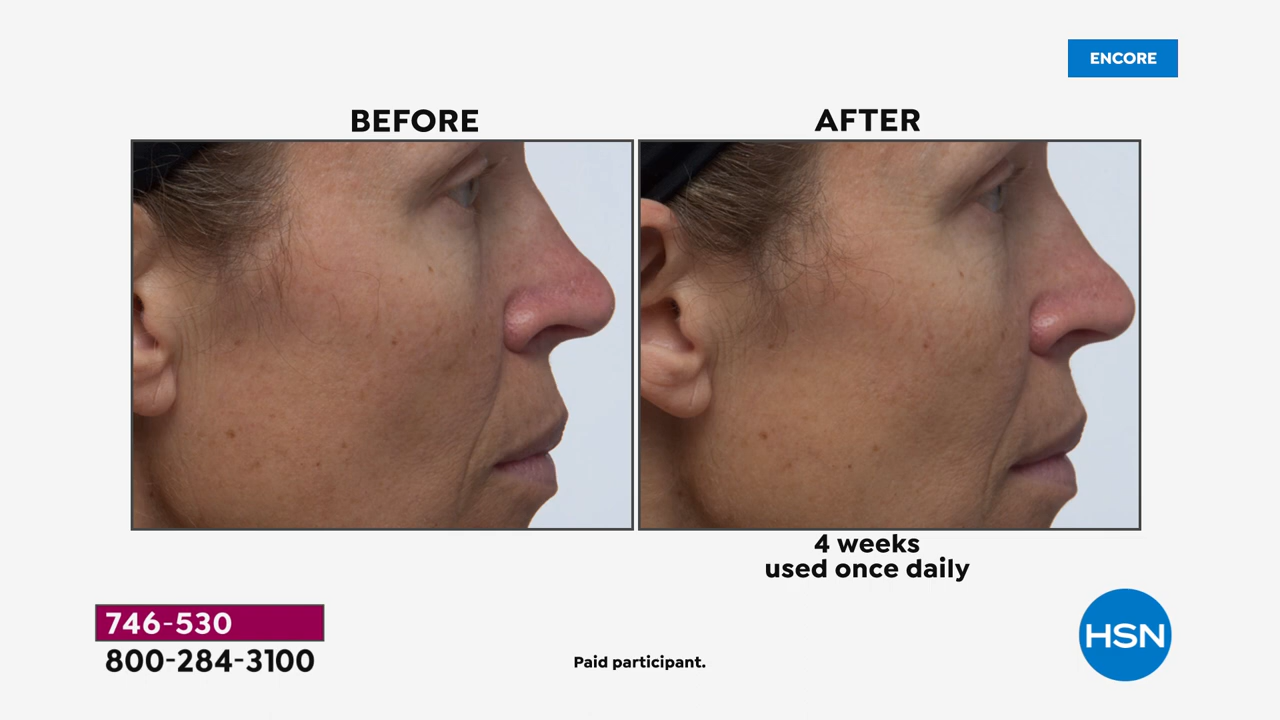 ENCORE
BEFORE
AFTER
4 weeks
used once daily
746-530
800-284-3100
Paid participant.
HSN